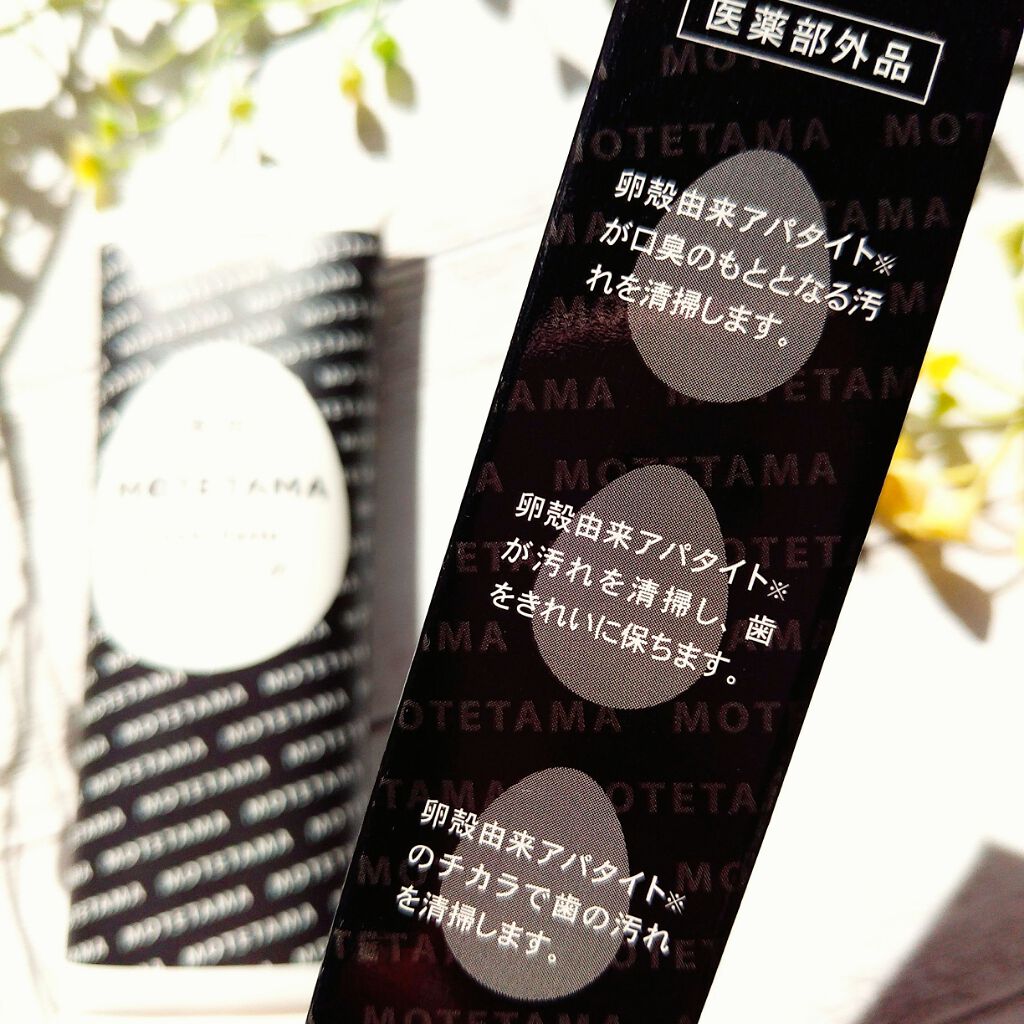 医薬部外品
卵殻由来アパタイト※
が口臭のもととなる汚
れを清掃します。
卵殻由来アパタイト※
が汚れを清掃し、歯
をきれいに保ちます。
卵殻由来アパタイト※
のチカラで歯の汚れ
を清掃します。
MOTETAMA
MOTETAMA
MOTETAMA
MOTETAMA
MOTETAMA
MOTETAMA